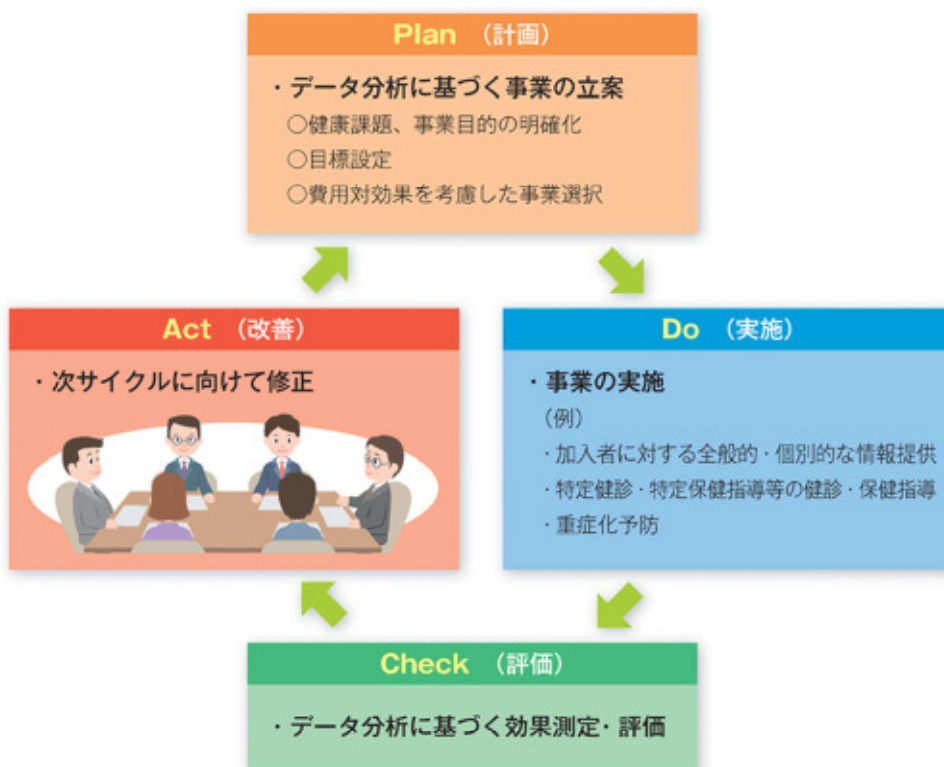 Plan （計画）
・データ分析に基づく事業の立案
○健康課題、事業目的の明確化
○目標設定
○費用対効果を考慮した事業選択
Act （改善）
・次サイクルに向けて修正
Do （実施）
・事業の実施
（例）
・加入者に対する全般的・個別的な情報提供
・特定健診・特定保健指導等の健診・保健指導
・重症化予防
Check （評価）
・データ分析に基づく効果測定・評価